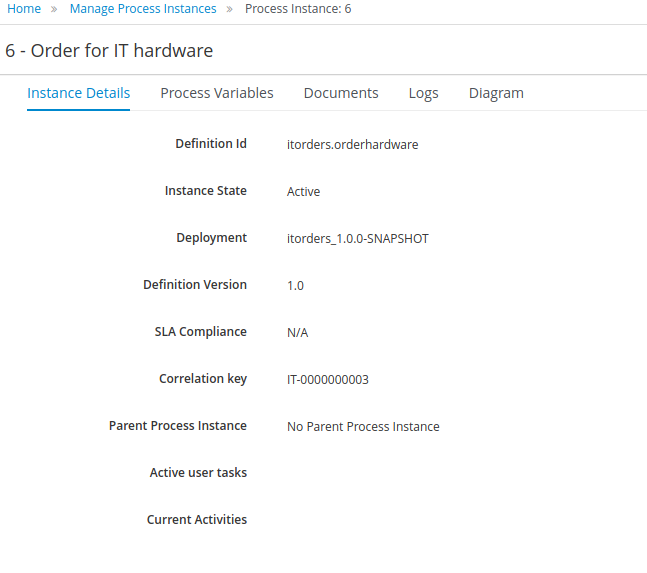 Home » Manage Process Instances » Process Instance: 6
6 - Order for IT hardware
Instance Details Process Variables Documents Logs Diagram
Definition Id itorders.orderhardware
Instance State Active
Deployment itorders_1.0.0-SNAPSHOT
Definition Version 1.0
SLA Compliance N/A
Correlation key IT-0000000003
Parent Process Instance No Parent Process Instance
Active user tasks
Current Activities